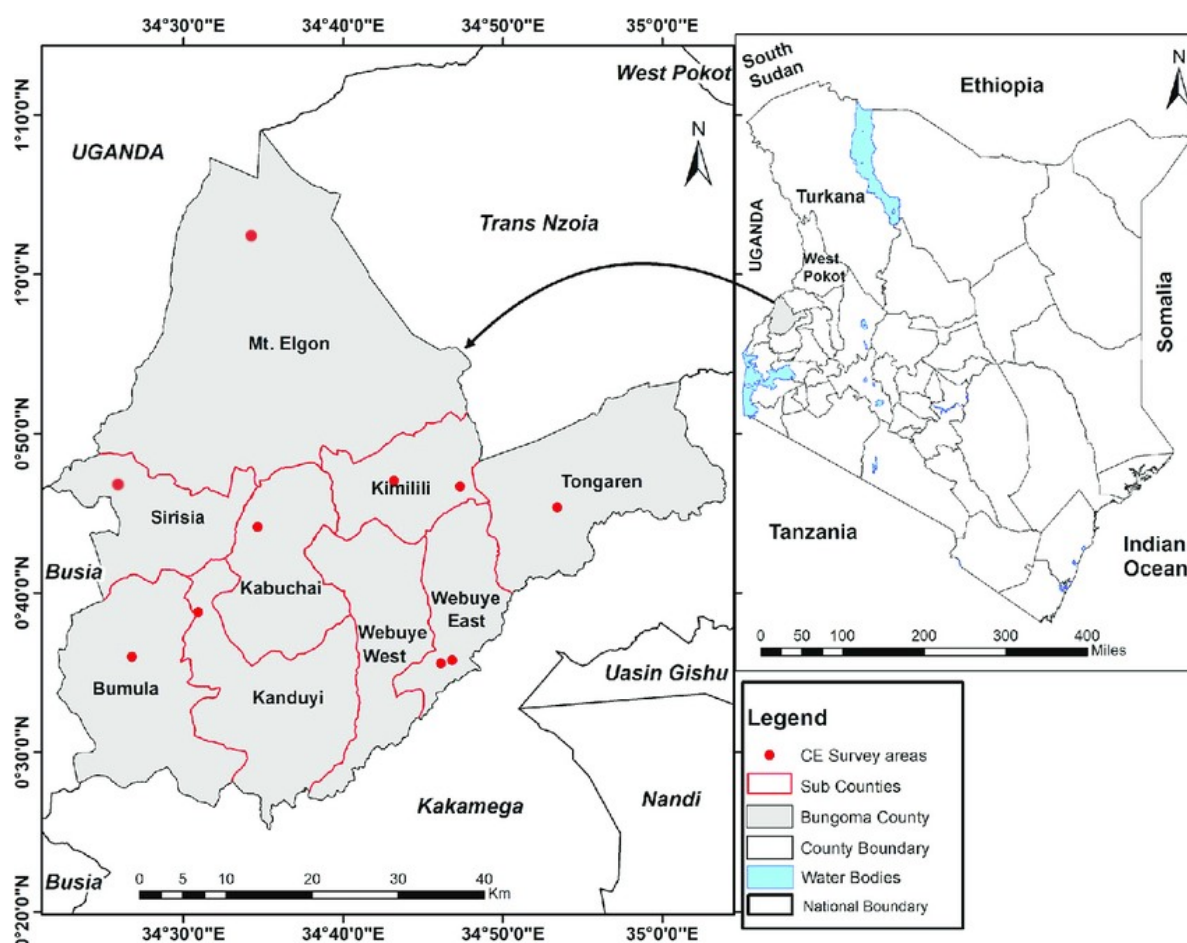 34°30'0"E
34°40'0"E
34°50'0"E
35°0'0"E
1°10'0"N
1°0'0"N
0°50'0"N
0°40'0"N
0°30'0"N
0°20'0"N
West Pokot
N
UGANDA
Trans Nzoia
Mt. Elgon
Kimilili
Tongaren
Sirisia
Busia
Kabuchai
Webuye
East
Webuye
West
Bumula
Kanduyi
Uasin Gishu
Kakamega
Nandi
Busia
0 5 10 20 30 40
Km
34°30'0"E
34°40'0"E
34°50'0"E
35°0'0"E
South
Sudan
Ethiopia
N
Turkana
UGANDA
West
Pokot
Somalia
Tanzania
Indian
Ocean
0 50 100 200 300 400
Miles
Legend
CE Survey areas
Sub Counties
Bungoma County
County Boundary
Water Bodies
National Boundary